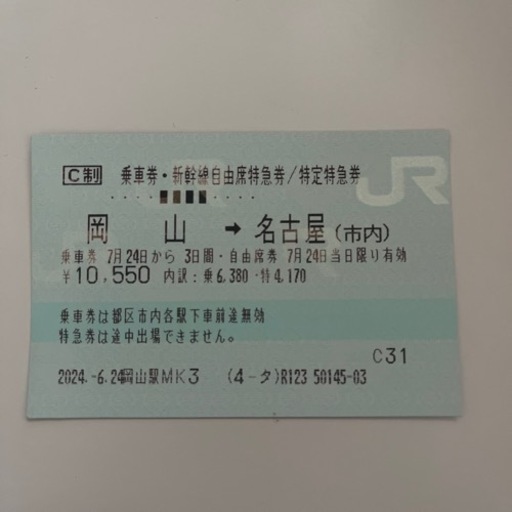 C制 乗車券・新幹線自由席特急券/特定特急券
JR
岡山 → 名古屋(市内)
乗車券 7月24日から 3日間・自由席券 7月24日当日限り有効
¥10,550 内訳:乗6,380・特4,170
乗車券は都区市内各駅下車前途無効
特急券は途中出場できません。
C31
2024.-6.24岡山駅MK3 (4-タ)R123 50145-03